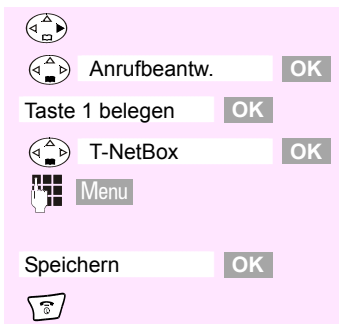 Anrufbeantw. OK
Taste 1 belegen OK
T-NetBox OK
Menu
Speichern OK